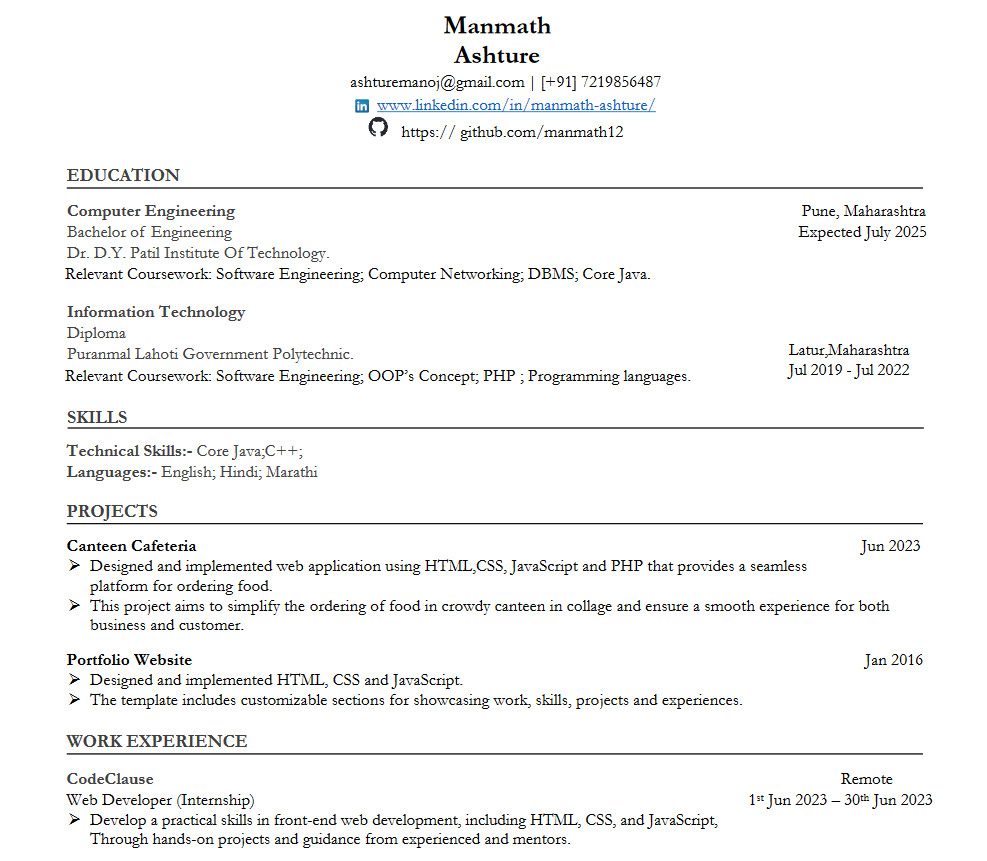 Manmath
Ashture
ashturemanoj@gmail.com | [+91] 7219856487
in www.linkedin.com/in/manmath-ashture/
https:// github.com/manmath12
EDUCATION
Computer Engineering Pune, Maharashtra
Bachelor of Engineering Expected July 2025
Dr. D.Y. Patil Institute Of Technology.
Relevant Coursework: Software Engineering; Computer Networking; DBMS; Core Java.
Information Technology
Diploma
Puranmal Lahoti Government Polytechnic. Latur,Maharashtra
Relevant Coursework: Software Engineering; OOP's Concept; PHP ; Programming languages. Jul 2019 - Jul 2022
SKILLS
Technical Skills:- Core Java;C++;
Languages:- English; Hindi; Marathi
PROJECTS
Canteen Cafeteria Jun 2023
➢ Designed and implemented web application using HTML,CSS, JavaScript and PHP that provides a seamless
platform for ordering food.
➢ This project aims to simplify the ordering of food in crowdy canteen in collage and ensure a smooth experience for both
business and customer.
Portfolio Website Jan 2016
➢ Designed and implemented HTML, CSS and JavaScript.
➢ The template includes customizable sections for showcasing work, skills, projects and experiences.
WORK EXPERIENCE
CodeClause Remote
Web Developer (Internship) 1st Jun 2023 – 30th Jun 2023
➢ Develop a practical skills in front-end web development, including HTML, CSS, and JavaScript,
Through hands-on projects and guidance from experienced and mentors.